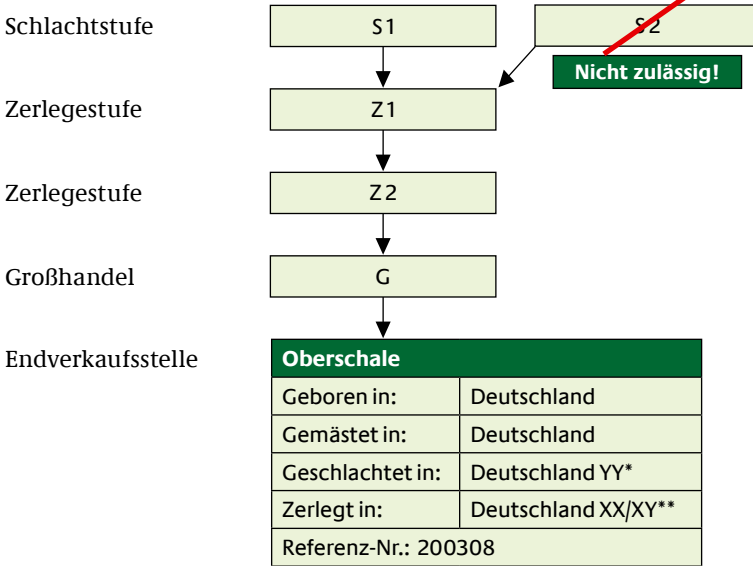 Schlachtstufe S1 S2
Nicht zulässig!
Zerlegestufe Z1
Zerlegestufe Z2
Großhandel G
Endverkaufsstelle Oberschale
Geboren in: Deutschland
Gemästet in: Deutschland
Geschlachtet in: Deutschland YY*
Zerlegt in: Deutschland XX/XY**
Referenz-Nr.: 200308